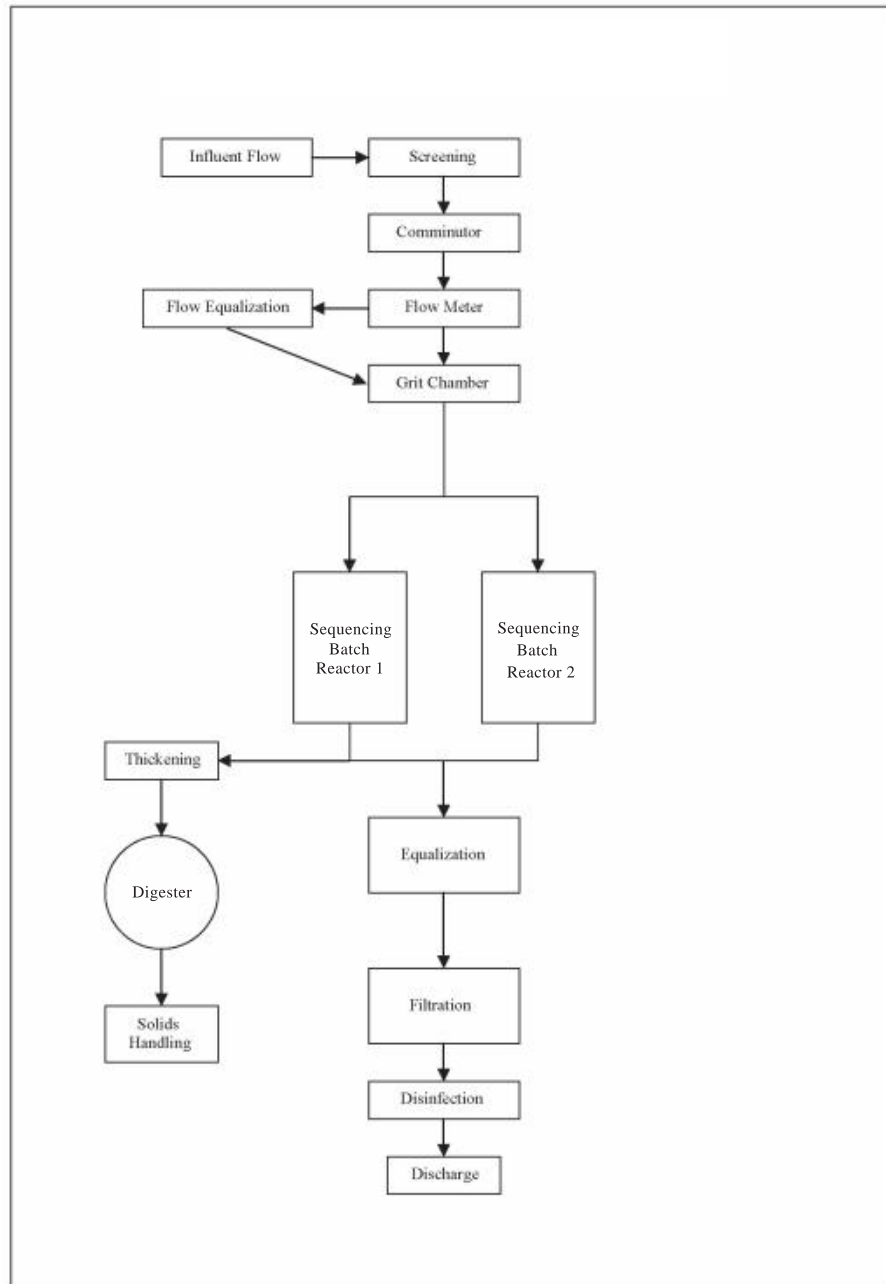 Influent Flow
Screening
Comminutor
Flow Equalization
Flow Meter
Grit Chamber
Sequencing
Batch
Reactor 1
Sequencing
Batch
Reactor 2
Thickening
Equalization
Digester
Filtration
Solids
Handling
Disinfection
Discharge